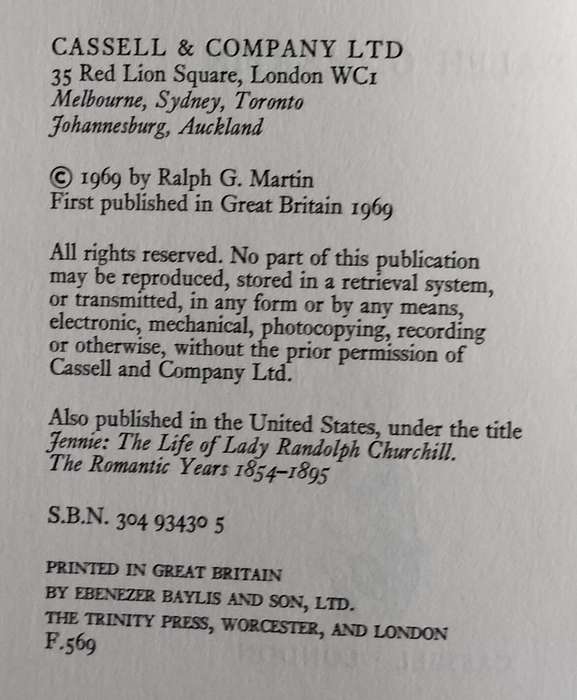 CASSELL & COMPANY LTD
35 Red Lion Square, London WC1
Melbourne, Sydney, Toronto
Johannesburg, Auckland
© 1969 by Ralph G. Martin
First published in Great Britain 1969
All rights reserved. No part of this publication
may be reproduced, stored in a retrieval system,
or transmitted, in any form or by any means,
electronic, mechanical, photocopying, recording
or otherwise, without the prior permission of
Cassell and Company Ltd.
Also published in the United States, under the title
Jennie: The Life of Lady Randolph Churchill.
The Romantic Years 1854–1895
S.B.N. 304 93430 5
PRINTED IN GREAT BRITAIN
BY EBENEZER BAYLIS AND SON, LTD.
THE TRINITY PRESS, WORCESTER, AND LONDON
F.569